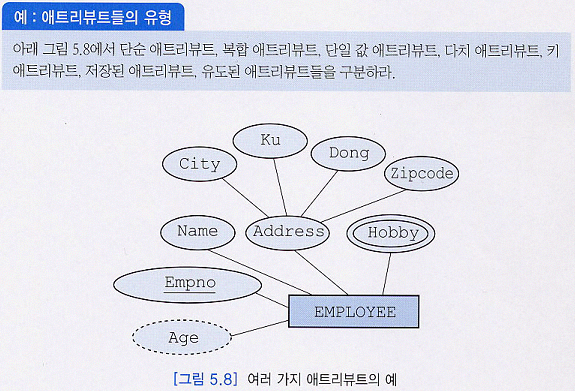 예 : 애트리뷰트들의 유형
아래 그림 5.8에서 단순 애트리뷰트, 복합 애트리뷰트, 단일 값 애트리뷰트, 다치 애트리뷰트, 키
애트리뷰트, 저장된 애트리뷰트, 유도된 애트리뷰트들을 구분하라.
Ku
City
Dong
Zipcode
Name
Address
Hobby
Empno
EMPLOYEE
Age
[그림 5.8] 여러 가지 애트리뷰트의 예